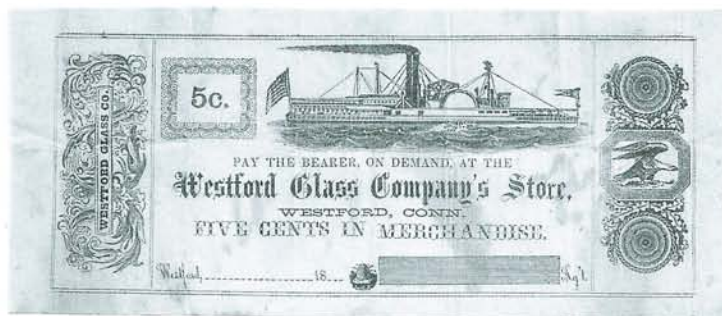 WESTFORD GLASS CO.
5c.
PAY THE BEARER, ON DEMAND, AT THE
Westford Glass Company's Store,
WESTFORD, CONN.
FIVE CENTS IN MERCHANDISE.
Westford, 18 Ag't.